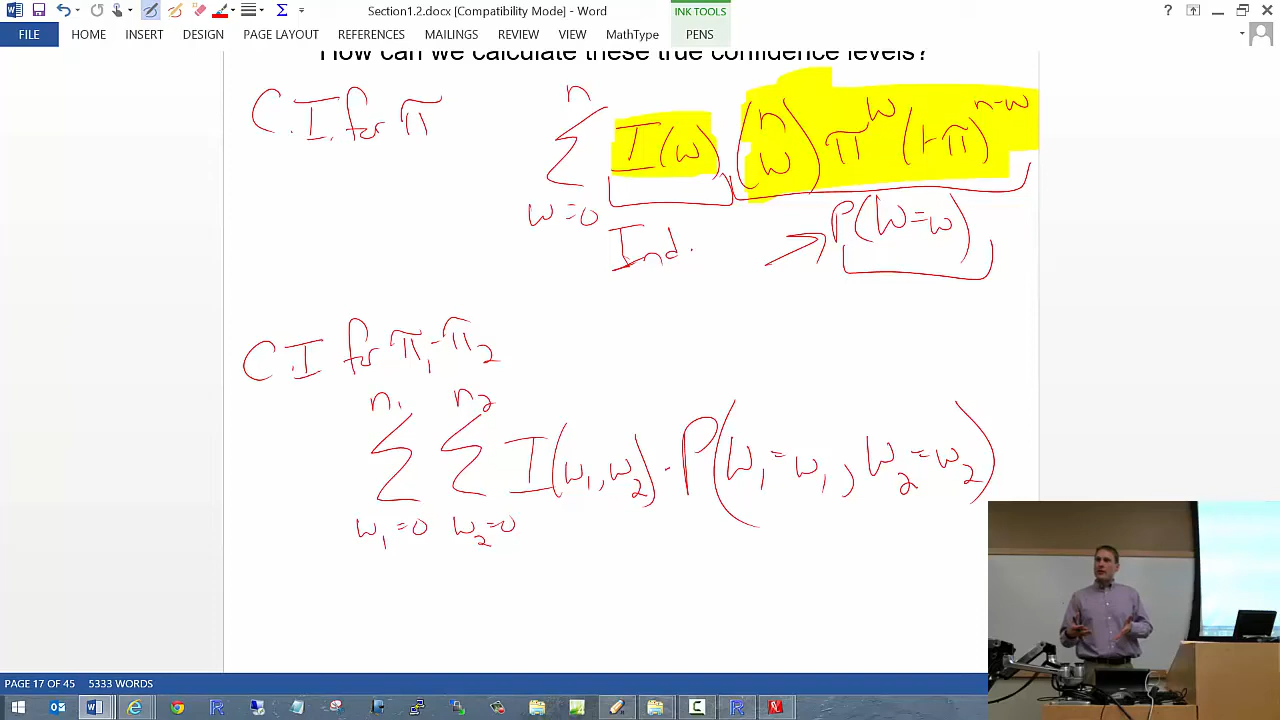 Section1.2.docx [Compatibility Mode] - Word
INK TOOLS
FILE HOME INSERT DESIGN PAGE LAYOUT REFERENCES MAILINGS REVIEW VIEW MathType PENS
How can we calculate these true confidence levels?
C.I. for π
n
Σ I(w) (n w) π^w (1-π)^{n-w}
w=0
Ind. → P(W=w)
C.I for π₁-π₂
n₁ n₂
Σ Σ I(w₁,w₂) · P(W₁=w₁, W₂=w₂)
w₁=0 w₂=0
PAGE 17 OF 45 5333 WORDS